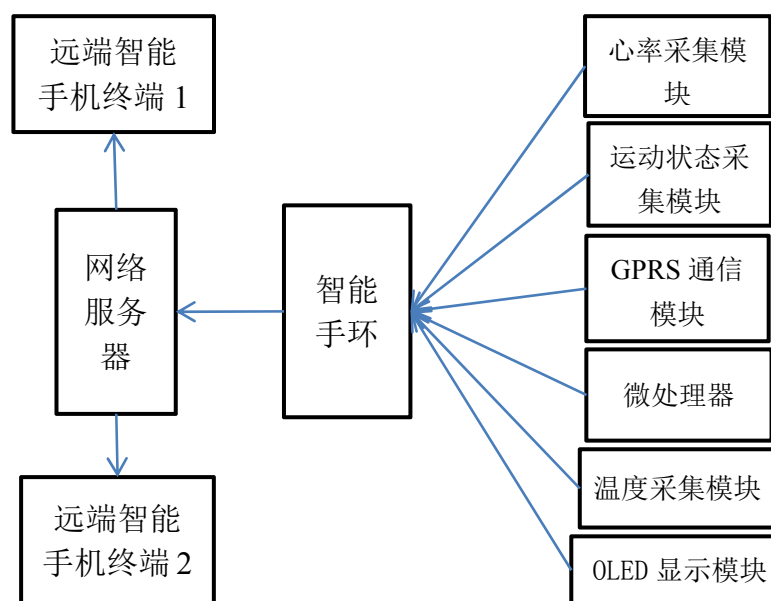 远端智能
手机终端 1
网络
服务
器
远端智能
手机终端 2
智能
手环
心率采集模
块
运动状态采
集模块
GPRS 通信
模块
微处理器
温度采集模块
OLED 显示模块